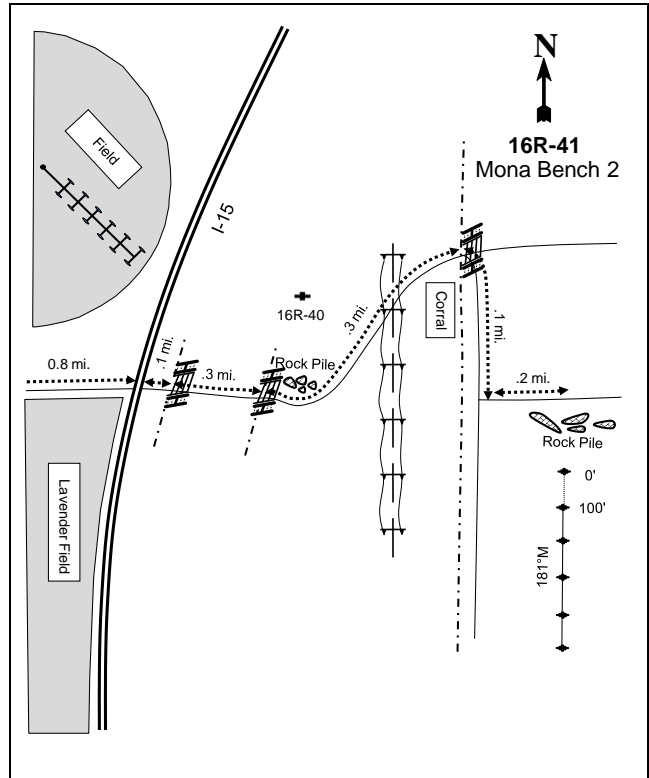 N
16R-41
Mona Bench 2
Field
I-15
16R-40
.3 mi.
Corral
.1 mi.
0.8 mi.
.1 mi.
.3 mi.
Rock Pile
.2 mi.
Rock Pile
Lavender Field
0'
100'
181°M